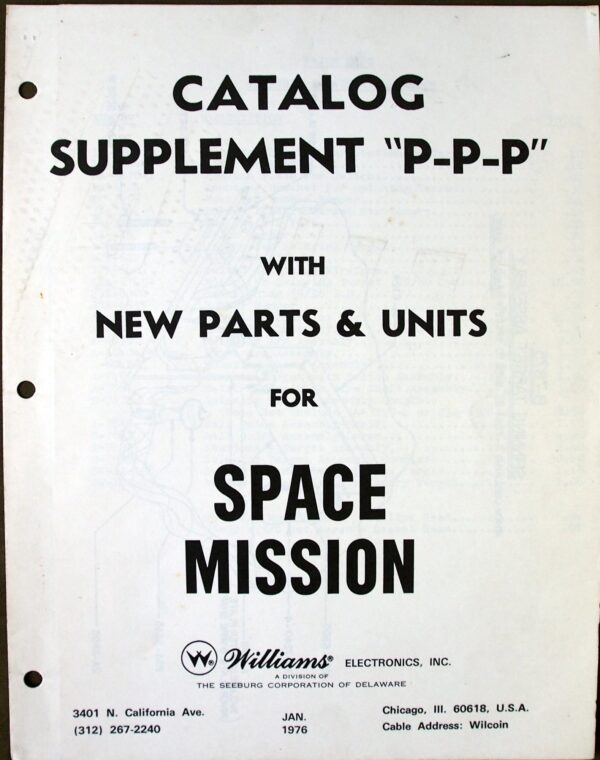 CATALOG
SUPPLEMENT "P-P-P"
WITH
NEW PARTS & UNITS
FOR
SPACE
MISSION
W® Williams® ELECTRONICS, INC.
A DIVISION OF
THE SEEBURG CORPORATION OF DELAWARE
3401 N. California Ave.
(312) 267-2240
JAN.
1976
Chicago, Ill. 60618, U.S.A.
Cable Address: Wilcoin